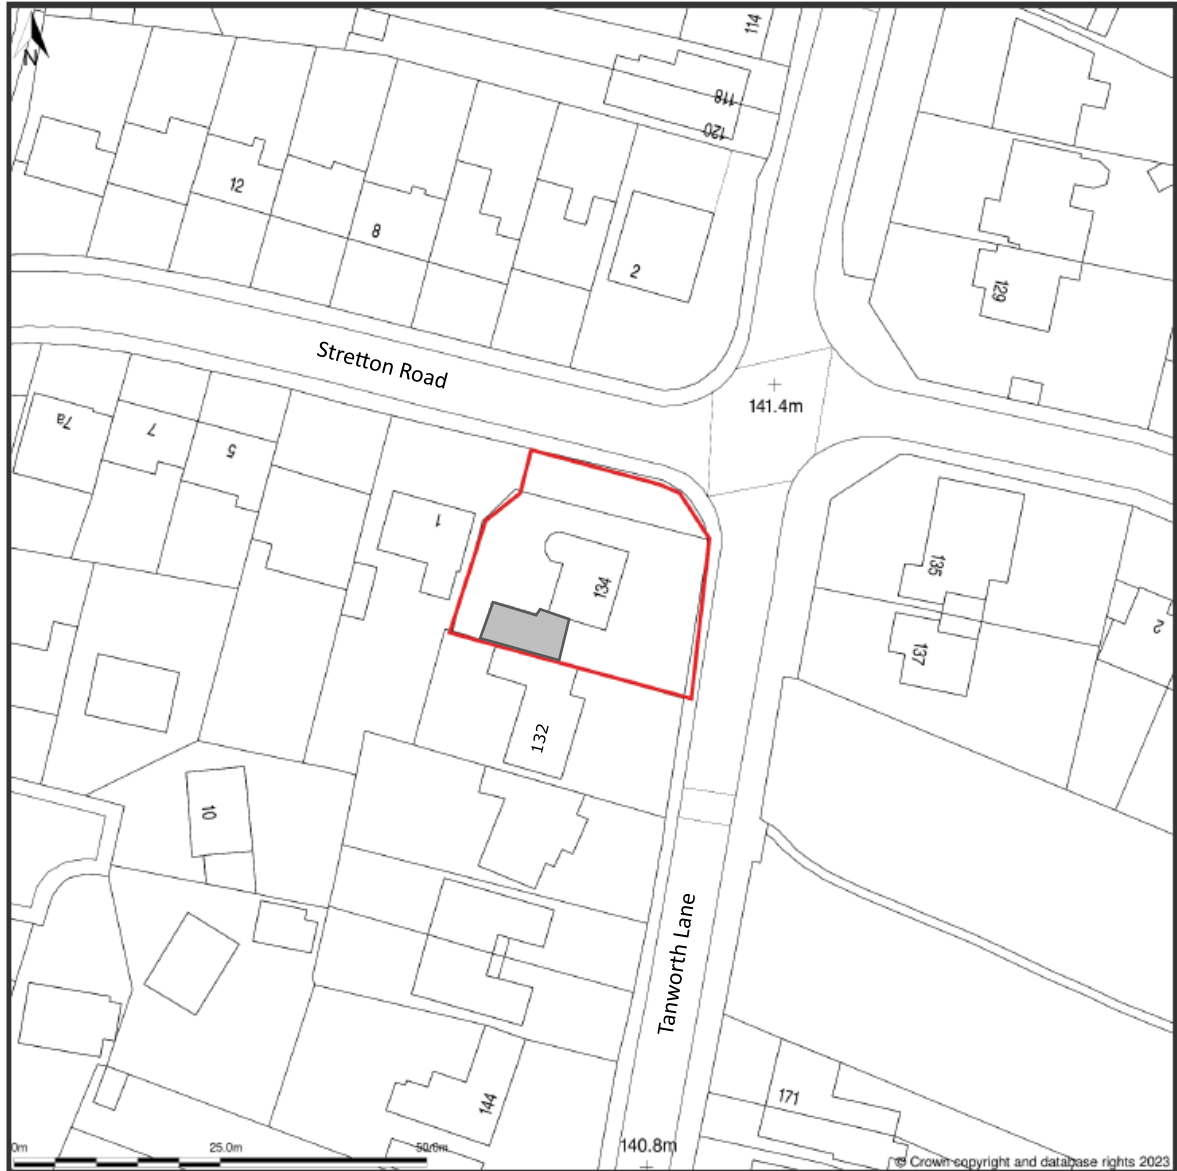 N
114
118
120
12
8
2
129
Stretton Road
141.4m
7a
7
5
1
134
135
2
137
132
10
Tanworth Lane
144
171
140.8m
0m
25.0m
50.0m
© Crown copyright and database rights 2023